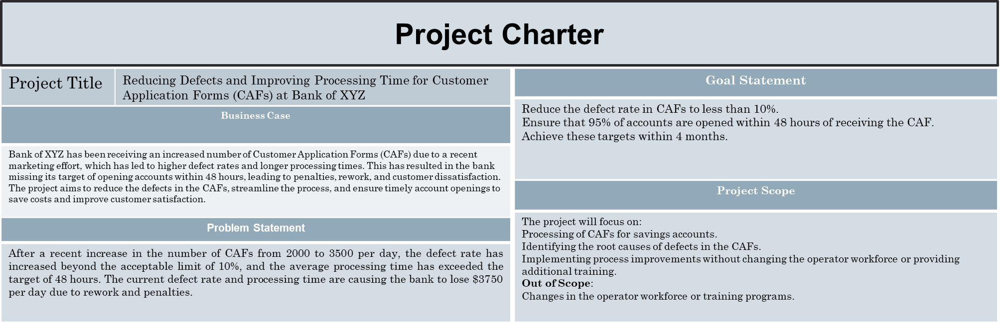 Project Charter
Project Title
Reducing Defects and Improving Processing Time for Customer
Application Forms (CAFs) at Bank of XYZ
Business Case
Bank of XYZ has been receiving an increased number of Customer Application Forms (CAFs) due to a recent
marketing effort, which has led to higher defect rates and longer processing times. This has resulted in the bank
missing its target of opening accounts within 48 hours, leading to penalties, rework, and customer dissatisfaction.
The project aims to reduce the defects in the CAFs, streamline the process, and ensure timely account openings to
save costs and improve customer satisfaction.
Problem Statement
After a recent increase in the number of CAFs from 2000 to 3500 per day, the defect rate has
increased beyond the acceptable limit of 10%, and the average processing time has exceeded the
target of 48 hours. The current defect rate and processing time are causing the bank to lose $3750
per day due to rework and penalties.
Goal Statement
Reduce the defect rate in CAFs to less than 10%.
Ensure that 95% of accounts are opened within 48 hours of receiving the CAF.
Achieve these targets within 4 months.
Project Scope
The project will focus on:
Processing of CAFs for savings accounts.
Identifying the root causes of defects in the CAFs.
Implementing process improvements without changing the operator workforce or providing
additional training.
Out of Scope:
Changes in the operator workforce or training programs.